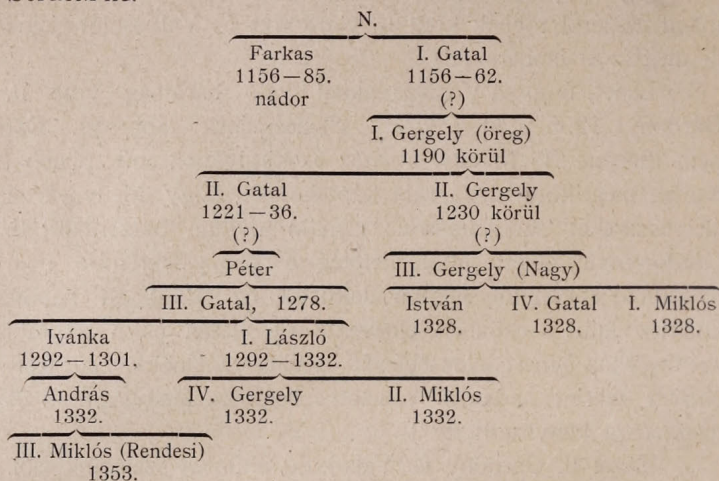 N.
Farkas I. Gatal
1156—85. 1156—62.
nádor (?)
I. Gergely (öreg)
1190 körül
II. Gatal II. Gergely
1221—36. 1230 körül
(?) (?)
Péter III. Gergely (Nagy)
III. Gatal, 1278. István IV. Gatal I. Miklós
1328. 1328. 1328.
Ivánka I. László
1292—1301. 1292—1332.
András IV. Gergely II. Miklós
1332. 1332. 1332.
III. Miklós (Rendesi)
1353.